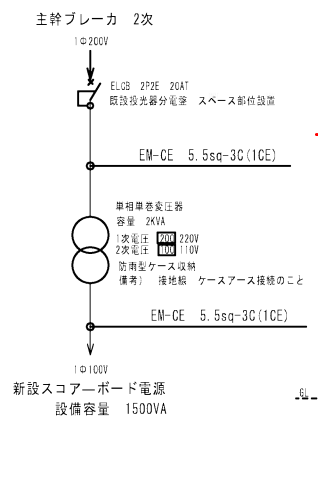 主幹ブレーカ 2次
1Φ200V
ELCB 2P2E 20AT
既設投光器分電盤 スペース部位設置
EM-CE 5.5sq-3C(1CE)
単相単巻変圧器
容量 2KVA
1次電圧 200 220V
2次電圧 100 110V
防雨型ケース収納
備考) 接地線 ケースアース接続のこと
EM-CE 5.5sq-3C(1CE)
1Φ100V
新設スコア―ボード電源
設備容量 1500VA
GL